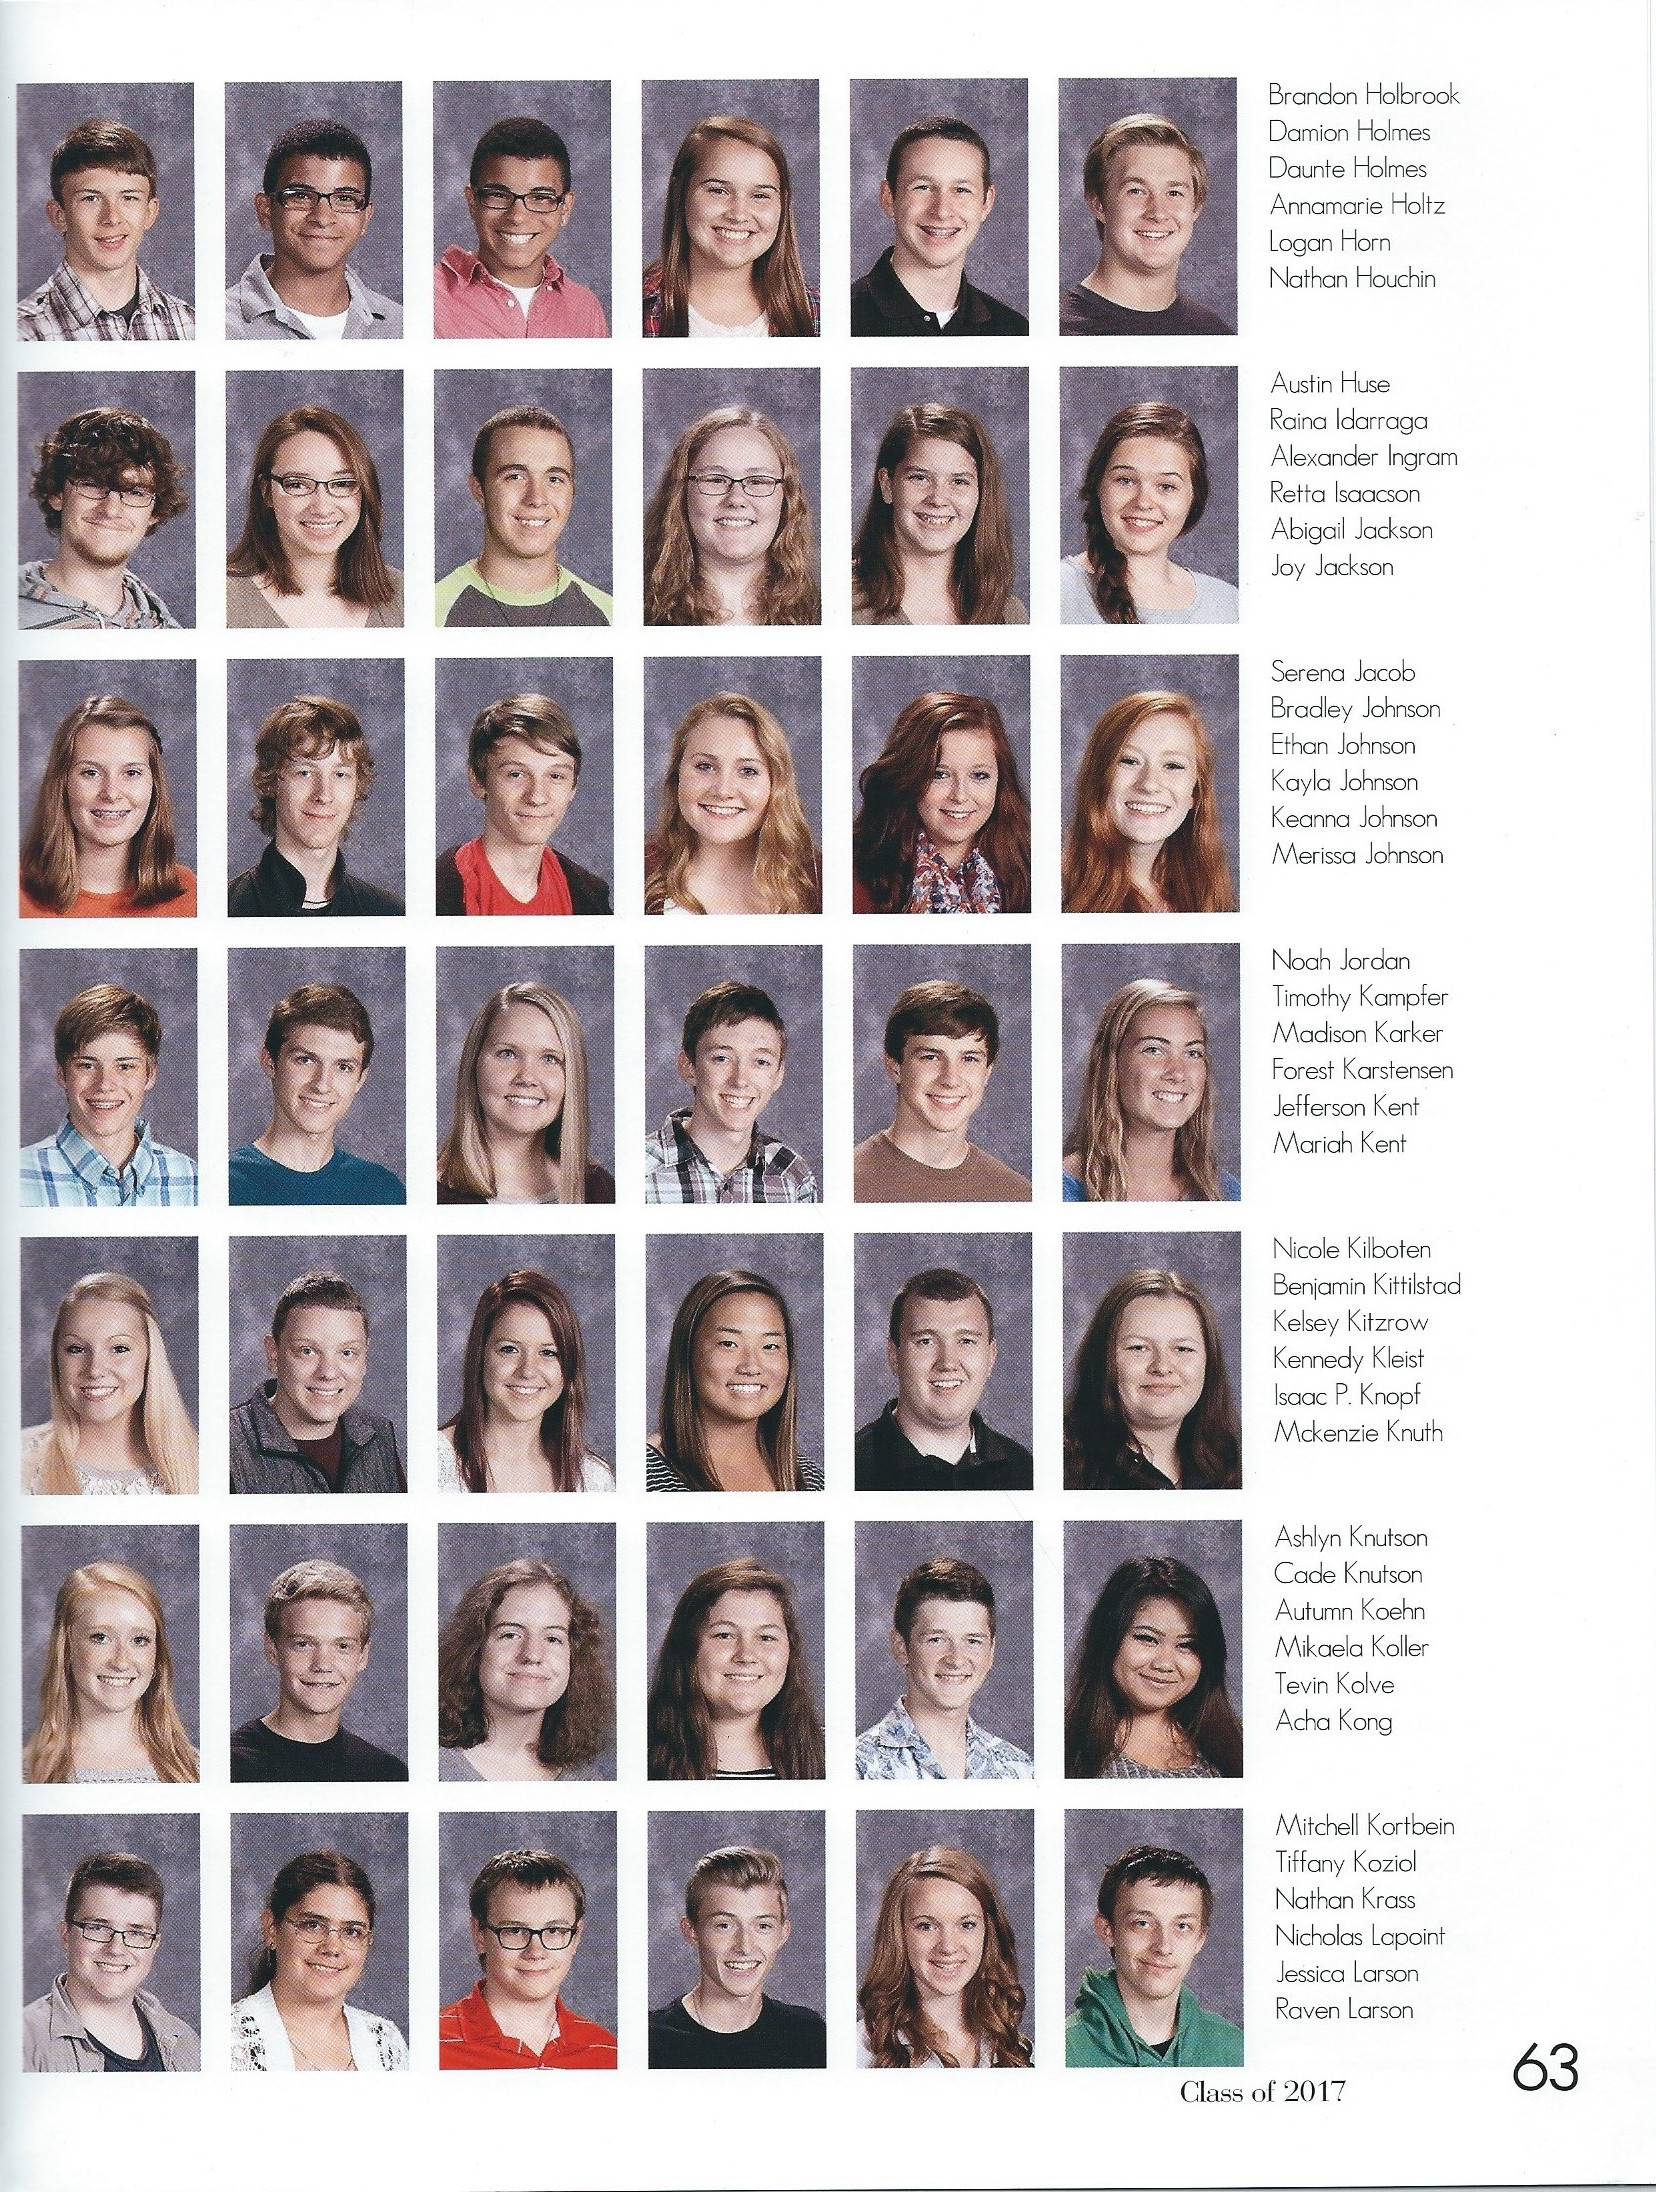 Brandon Holbrook
Damion Holmes
Daunte Holmes
Annamarie Holtz
Logan Horn
Nathan Houchin
Austin Huse
Raina Idarraga
Alexander Ingram
Retta Isaacson
Abigail Jackson
Joy Jackson
Serena Jacob
Bradley Johnson
Ethan Johnson
Kayla Johnson
Keanna Johnson
Merissa Johnson
Noah Jordan
Timothy Kampfer
Madison Karker
Forest Karstensen
Jefferson Kent
Mariah Kent
Nicole Kilboten
Benjamin Kittilstad
Kelsey Kitzrow
Kennedy Kleist
Isaac P. Knopf
Mckenzie Knuth
Ashlyn Knutson
Cade Knutson
Autumn Koehn
Mikaela Koller
Tevin Kolve
Acha Kong
Mitchell Kortbein
Tiffany Koziol
Nathan Krass
Nicholas Lapoint
Jessica Larson
Raven Larson
Class of 2017
63